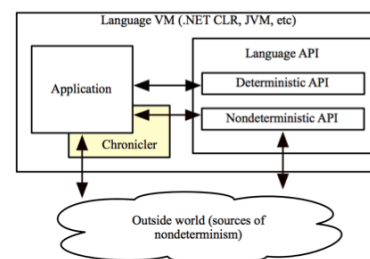 Language VM (.NET CLR, JVM, etc)
Language API
Application
Deterministic API
Nondeterministic API
Chronicler
Outside world (sources of
nondeterminism)